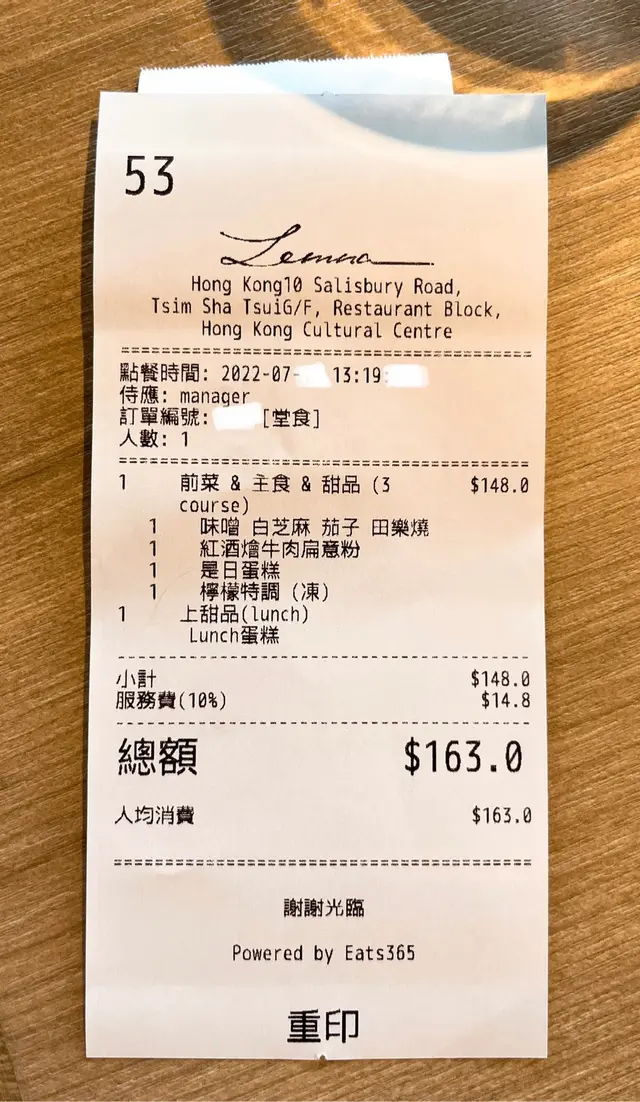 53
Lemna
Hong Kong10 Salisbury Road,
Tsim Sha TsuiG/F, Restaurant Block,
Hong Kong Cultural Centre
點餐時間: 2022-07- 13:19:
侍應: manager
訂單編號: [堂食]
人數: 1
1 前菜 & 主食 & 甜品 (3 $148.0
course)
1 味噌 白芝麻 茄子 田樂燒
1 紅酒燴牛肉扁意粉
1 是日蛋糕
1 檸檬特調 (凍)
1 上甜品(lunch)
Lunch蛋糕
小計 $148.0
服務費(10%) $14.8
總額 $163.0
人均消費 $163.0
謝謝光臨
Powered by Eats365
重印